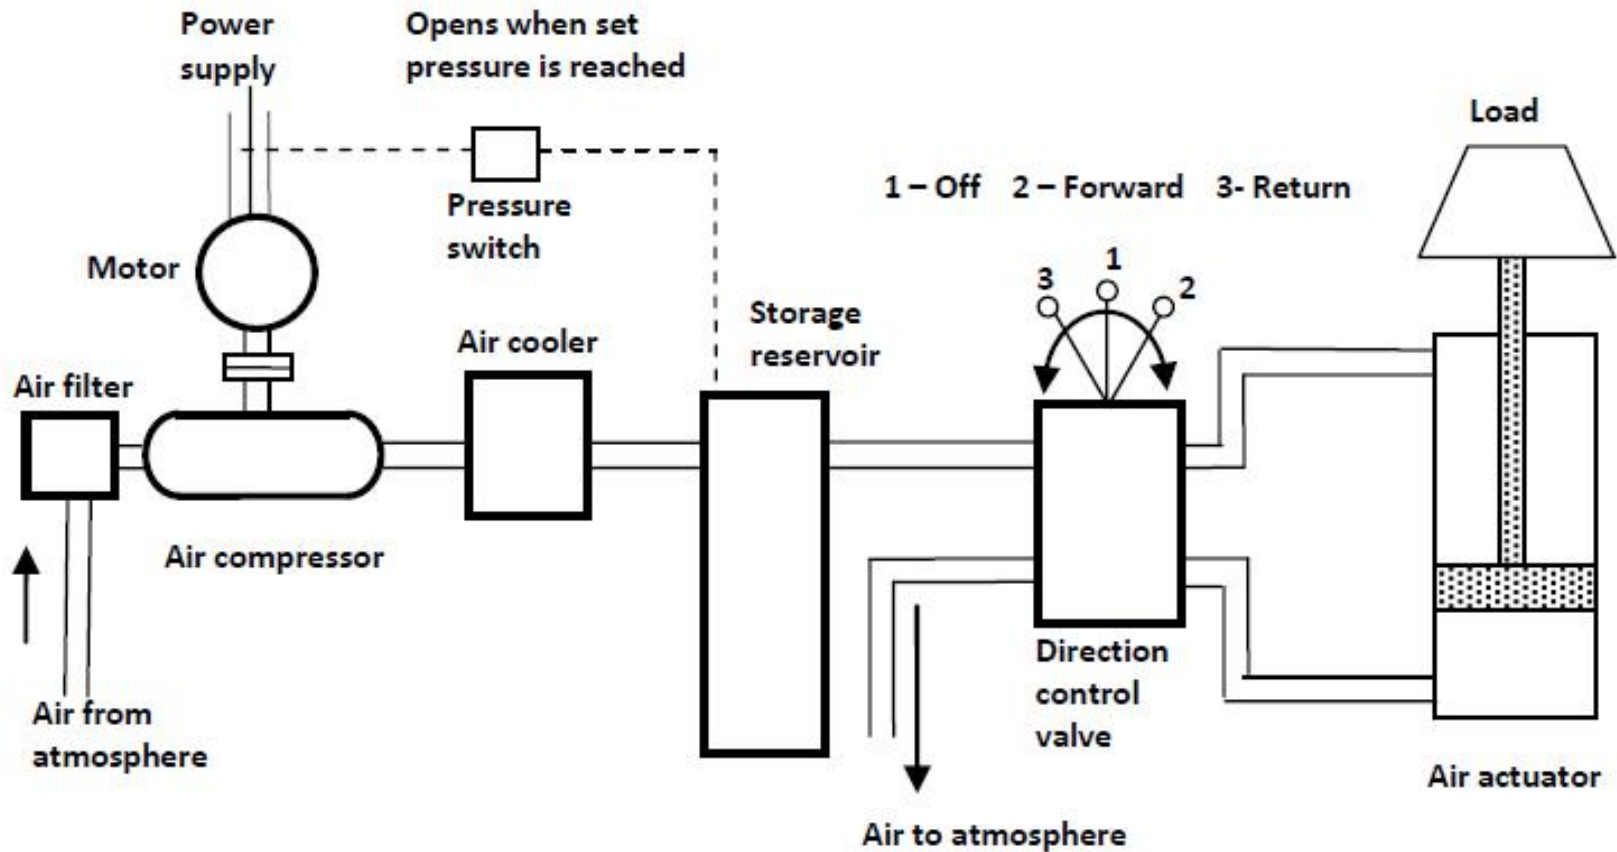 Power
supply
Opens when set
pressure is reached
Load
1 – Off 2 – Forward 3- Return
Pressure
switch
Motor
3
1
2
Storage
reservoir
Air cooler
Air filter
Air compressor
Direction
control
valve
Air from
atmosphere
Air actuator
Air to atmosphere